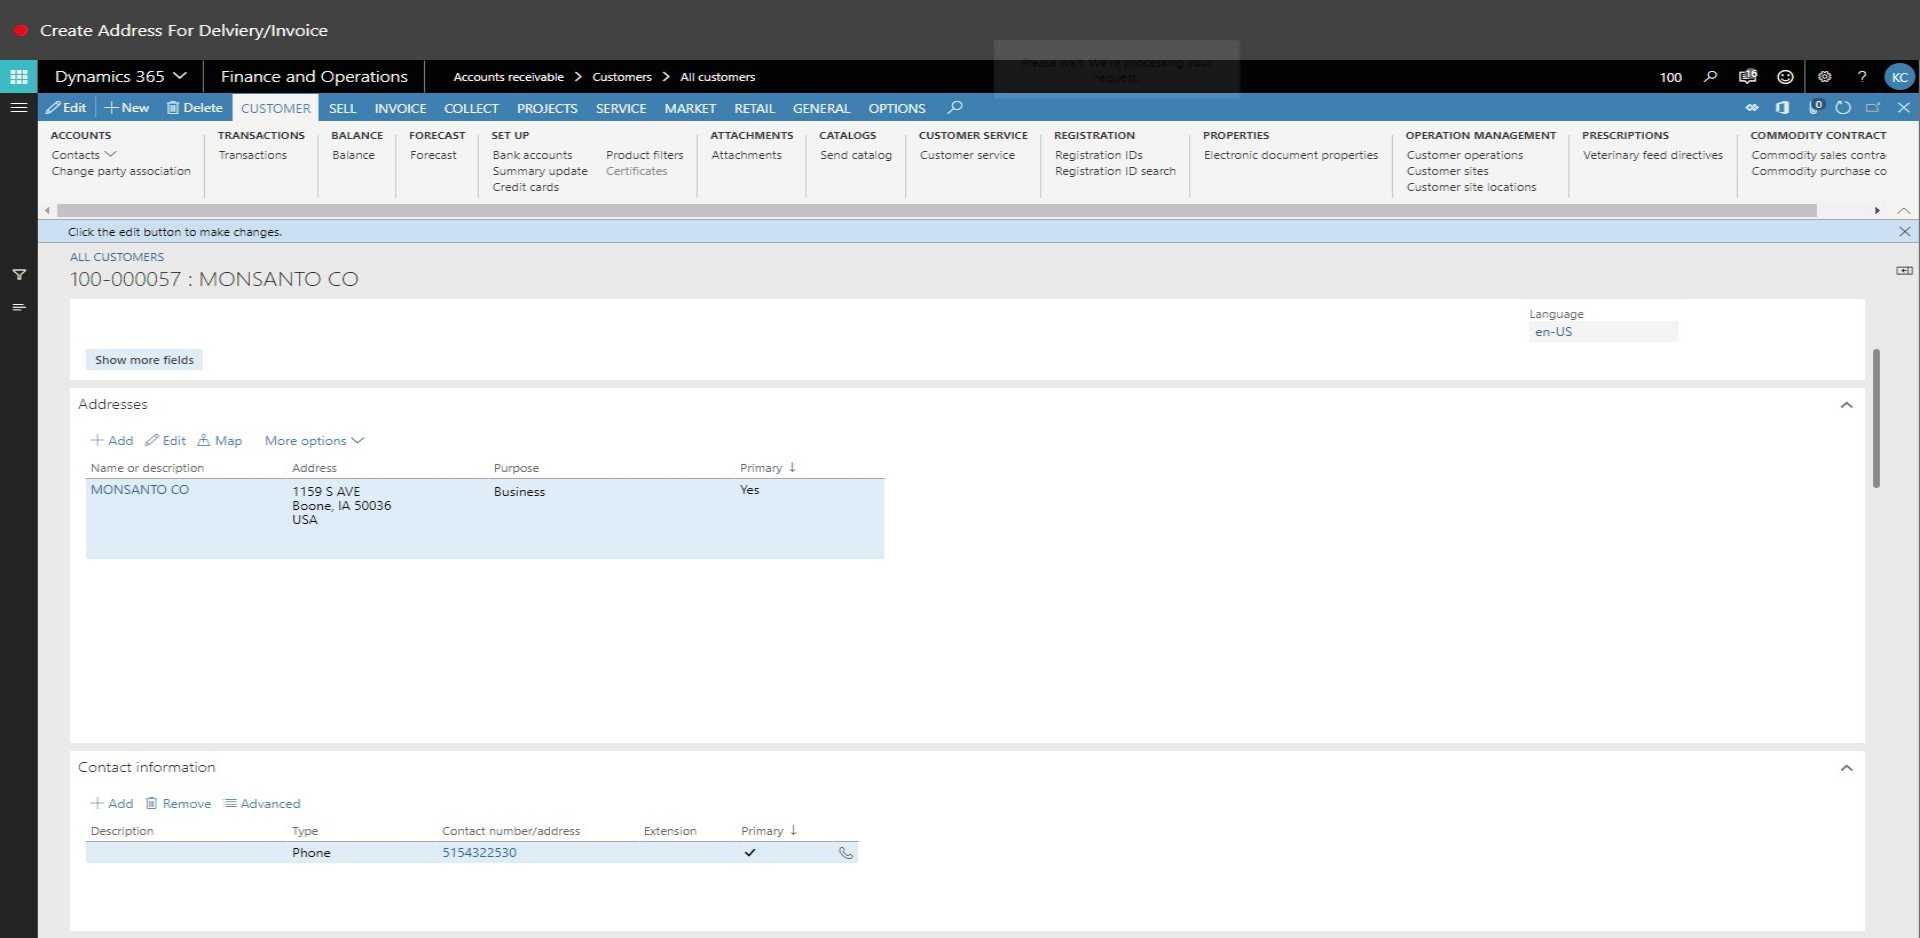 Create Address For Delviery/Invoice
Dynamics 365 Finance and Operations Accounts receivable > Customers > All customers
Please wait. We're processing your
request.
100 16 ? KC
Edit New Delete CUSTOMER SELL INVOICE COLLECT PROJECTS SERVICE MARKET RETAIL GENERAL OPTIONS 0
ACCOUNTS TRANSACTIONS BALANCE FORECAST SET UP ATTACHMENTS CATALOGS CUSTOMER SERVICE REGISTRATION PROPERTIES OPERATION MANAGEMENT PRESCRIPTIONS COMMODITY CONTRACT
Contacts Transactions Balance Forecast Bank accounts Product filters Attachments Send catalog Customer service Registration IDs Electronic document properties Customer operations Veterinary feed directives Commodity sales contra
Change party association Summary update Certificates Registration ID search Customer sites Commodity purchase co
Credit cards Customer site locations
Click the edit button to make changes.
ALL CUSTOMERS
100-000057 : MONSANTO CO
Language
en-US
Show more fields
Addresses
Add Edit Map More options
Name or description Address Purpose Primary ↓
MONSANTO CO 1159 S AVE Business Yes
Boone, IA 50036
USA
Contact information
Add Remove Advanced
Description Type Contact number/address Extension Primary ↓
Phone 5154322530